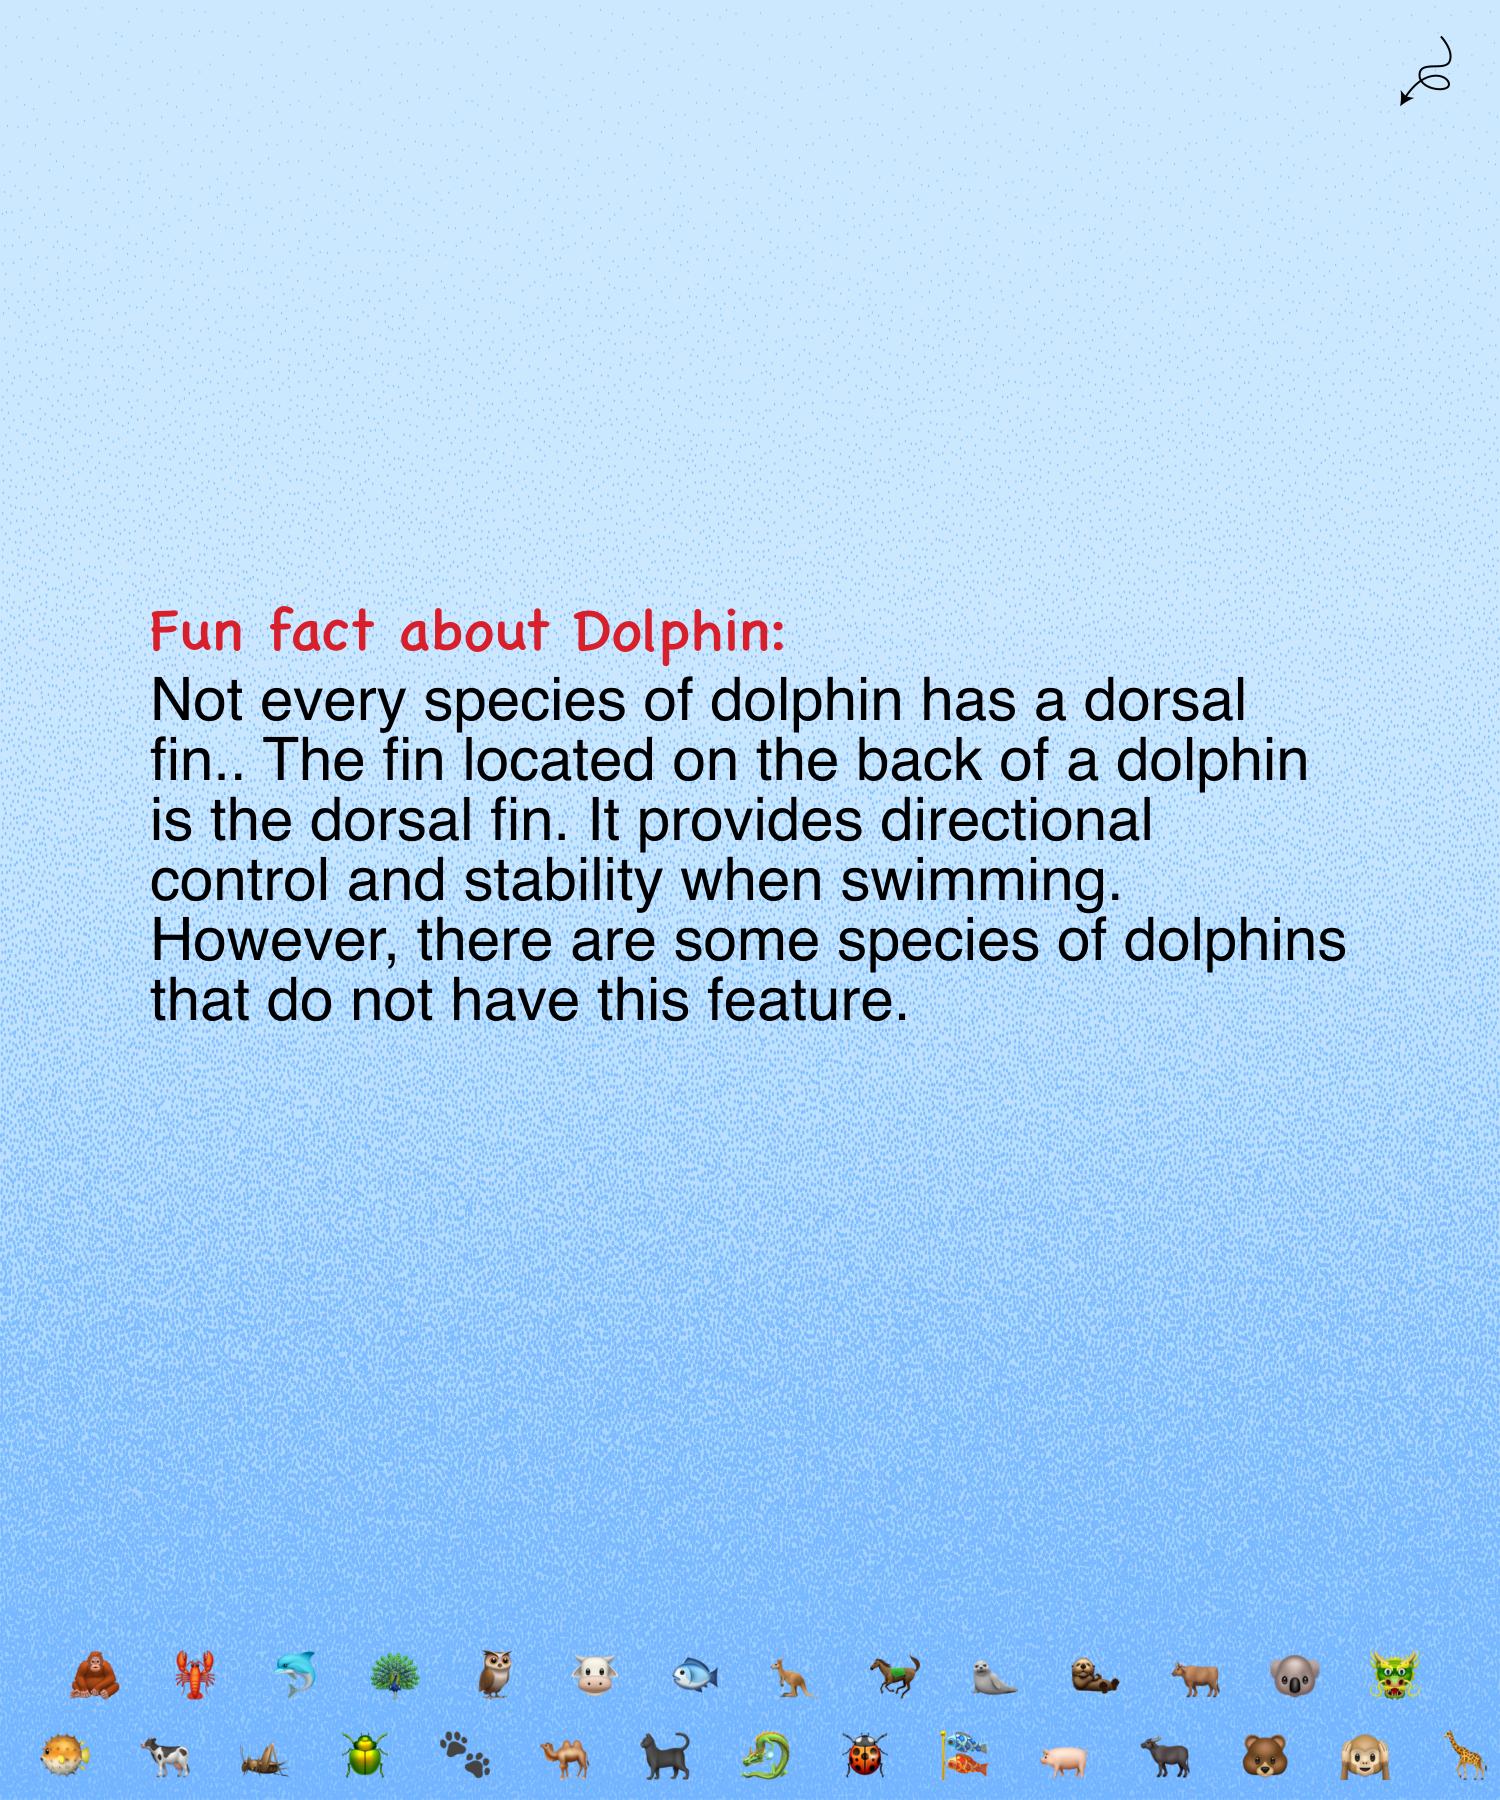 Fun fact about Dolphin:
Not every species of dolphin has a dorsal
fin.. The fin located on the back of a dolphin
is the dorsal fin. It provides directional
control and stability when swimming.
However, there are some species of dolphins
that do not have this feature.